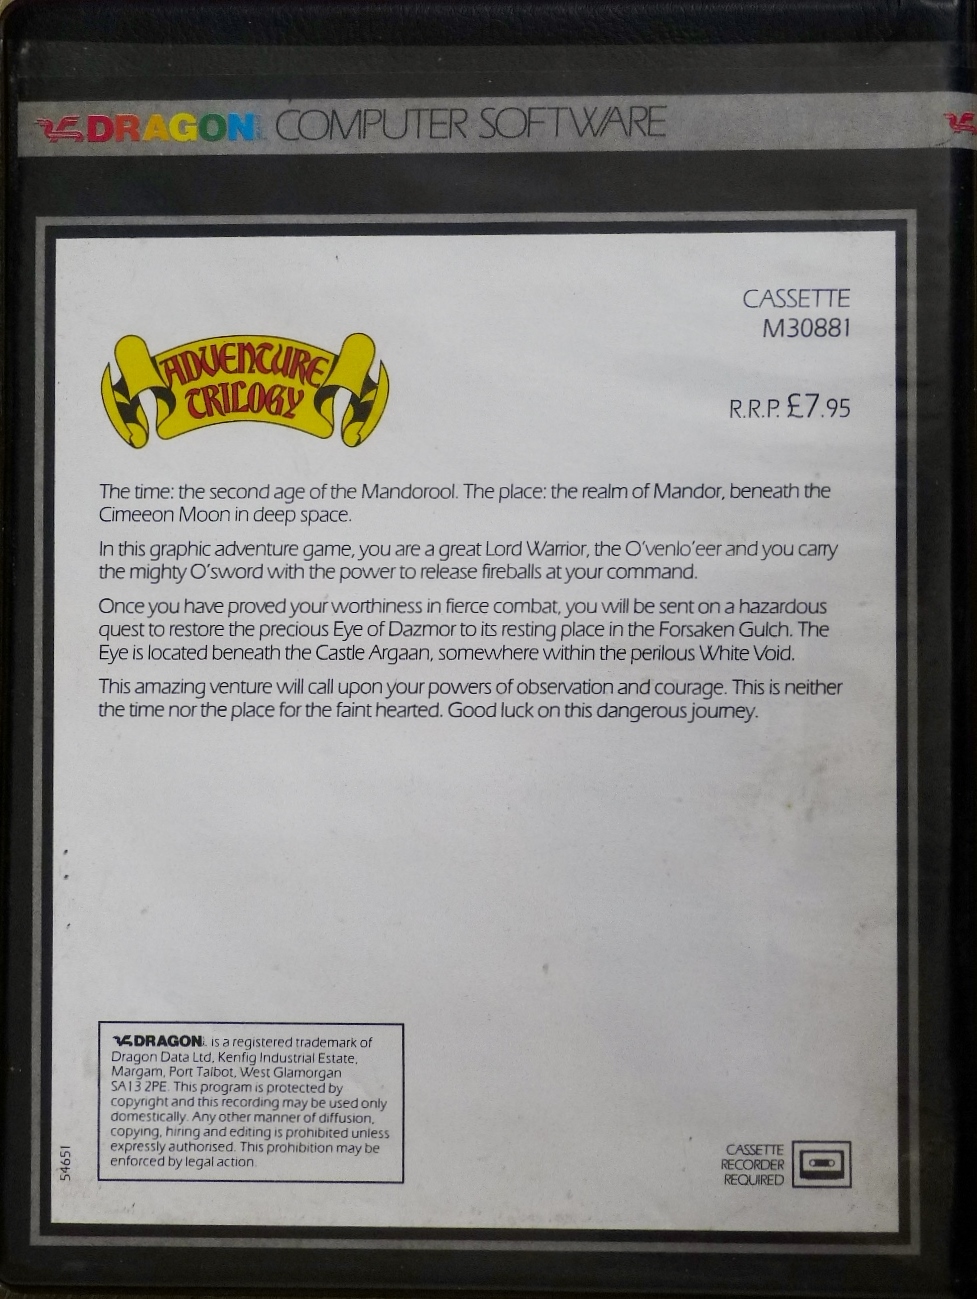 DRAGON COMPUTER SOFTWARE
CASSETTE
M30881
ADVENTURE
TRILOGY
R.R.P. £7.95
The time: the second age of the Mandorool. The place: the realm of Mandor, beneath the
Cimeeon Moon in deep space.
In this graphic adventure game, you are a great Lord Warrior, the O'venlo'eer and you carry
the mighty O'sword with the power to release fireballs at your command.
Once you have proved your worthiness in fierce combat, you will be sent on a hazardous
quest to restore the precious Eye of Dazmor to its resting place in the Forsaken Gulch. The
Eye is located beneath the Castle Argaan, somewhere within the perilous White Void.
This amazing venture will call upon your powers of observation and courage. This is neither
the time nor the place for the faint hearted. Good luck on this dangerous journey.
DRAGON is a registered trademark of
Dragon Data Ltd, Kenfig Industrial Estate,
Margam, Port Talbot, West Glamorgan
SA13 2PE. This program is protected by
copyright and this recording may be used only
domestically. Any other manner of diffusion,
copying, hiring and editing is prohibited unless
expressly authorised. This prohibition may be
enforced by legal action.
54651
CASSETTE
RECORDER
REQUIRED